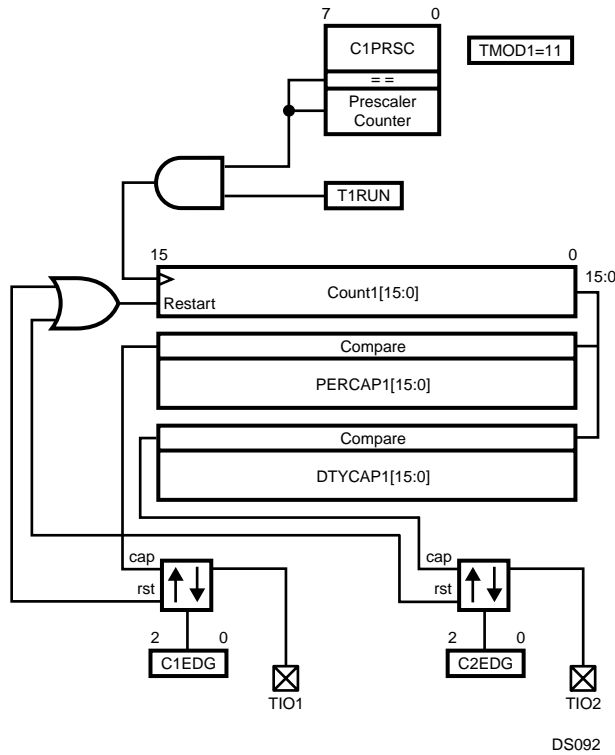 7 0
C1PRSC
TMOD1=11
= =
Prescaler
Counter
T1RUN
15 0
15:0
Count1[15:0]
Restart
Compare
PERCAP1[15:0]
Compare
DTYCAP1[15:0]
cap
cap
rst
rst
2 0
2 0
C1EDG
C2EDG
TIO1
TIO2
DS092